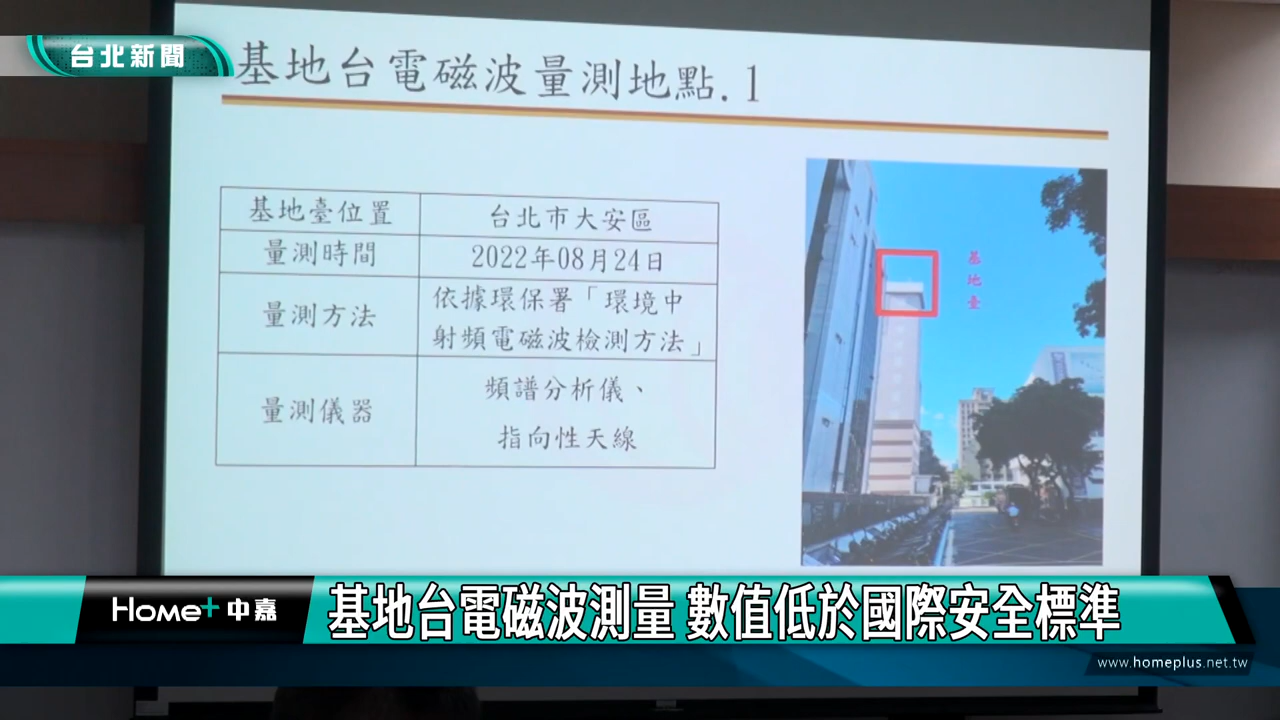 台北新聞
基地台電磁波量測地點.1
基地臺位置
台北市大安區
量測時間
2022年08月24日
量測方法
依據環保署「環境中
射頻電磁波檢測方法」
量測儀器
頻譜分析儀、
指向性天線
基
地
臺
Home+中嘉
基地台電磁波測量 數值低於國際安全標準
www.homeplus.net.tw